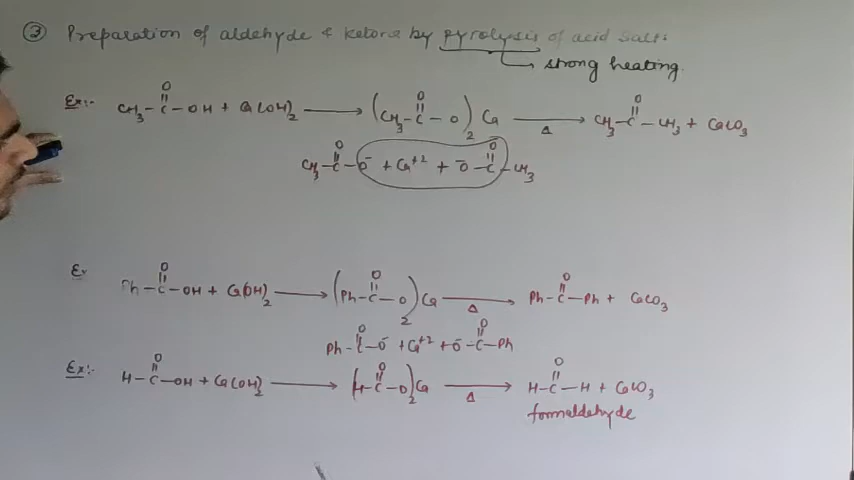 ③ Preparation of aldehyde & ketone by pyrolysis of acid salt:
strong heating.
Ex:- CH₃-C(=O)-OH + Ca(OH)₂ ⟶ (CH₃-C(=O)-O)₂Ca ⟶[Δ] CH₃-C(=O)-CH₃ + CaCO₃
CH₃-C(=O)-O⁻ + Ca⁺² + ⁻O-C(=O)-CH₃
Ex Ph-C(=O)-OH + Ca(OH)₂ ⟶ (Ph-C(=O)-O)₂Ca ⟶[Δ] Ph-C(=O)-Ph + CaCO₃
Ph-C(=O)-O⁻ + Ca⁺² + ⁻O-C(=O)-Ph
Ex:- H-C(=O)-OH + Ca(OH)₂ ⟶ (H-C(=O)-O)₂Ca ⟶[Δ] H-C(=O)-H + CaCO₃
formaldehyde